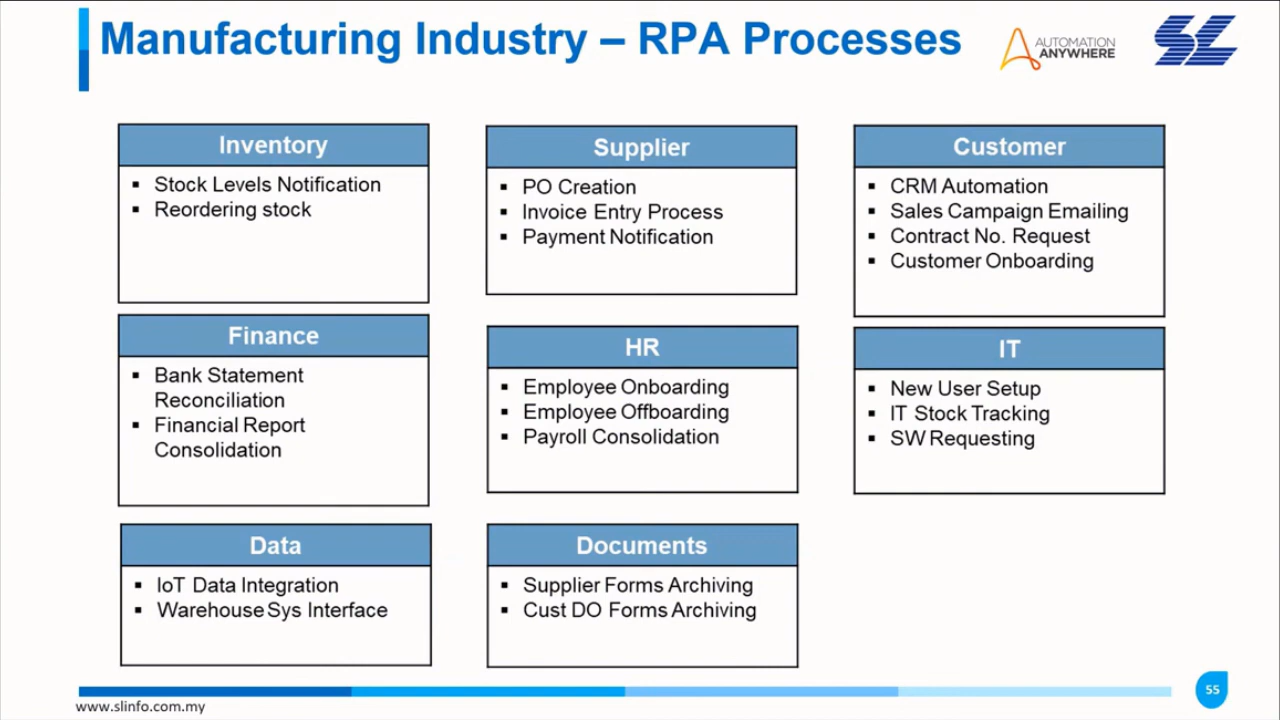 Manufacturing Industry – RPA Processes
AUTOMATION
ANYWHERE
SL
Inventory
▪ Stock Levels Notification
▪ Reordering stock
Supplier
▪ PO Creation
▪ Invoice Entry Process
▪ Payment Notification
Customer
▪ CRM Automation
▪ Sales Campaign Emailing
▪ Contract No. Request
▪ Customer Onboarding
Finance
▪ Bank Statement
Reconciliation
▪ Financial Report
Consolidation
HR
▪ Employee Onboarding
▪ Employee Offboarding
▪ Payroll Consolidation
IT
▪ New User Setup
▪ IT Stock Tracking
▪ SW Requesting
Data
▪ IoT Data Integration
▪ Warehouse Sys Interface
Documents
▪ Supplier Forms Archiving
▪ Cust DO Forms Archiving
www.slinfo.com.my
55